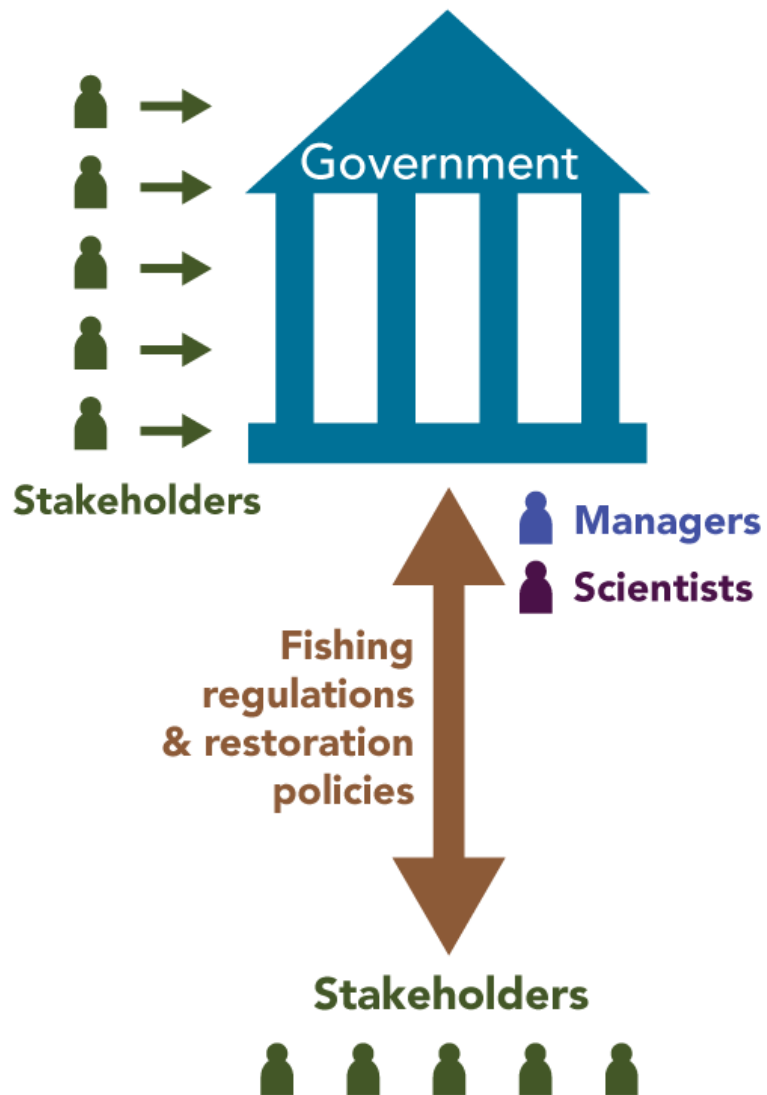 Government
Stakeholders
Managers
Scientists
Fishing
regulations
& restoration
policies
Stakeholders